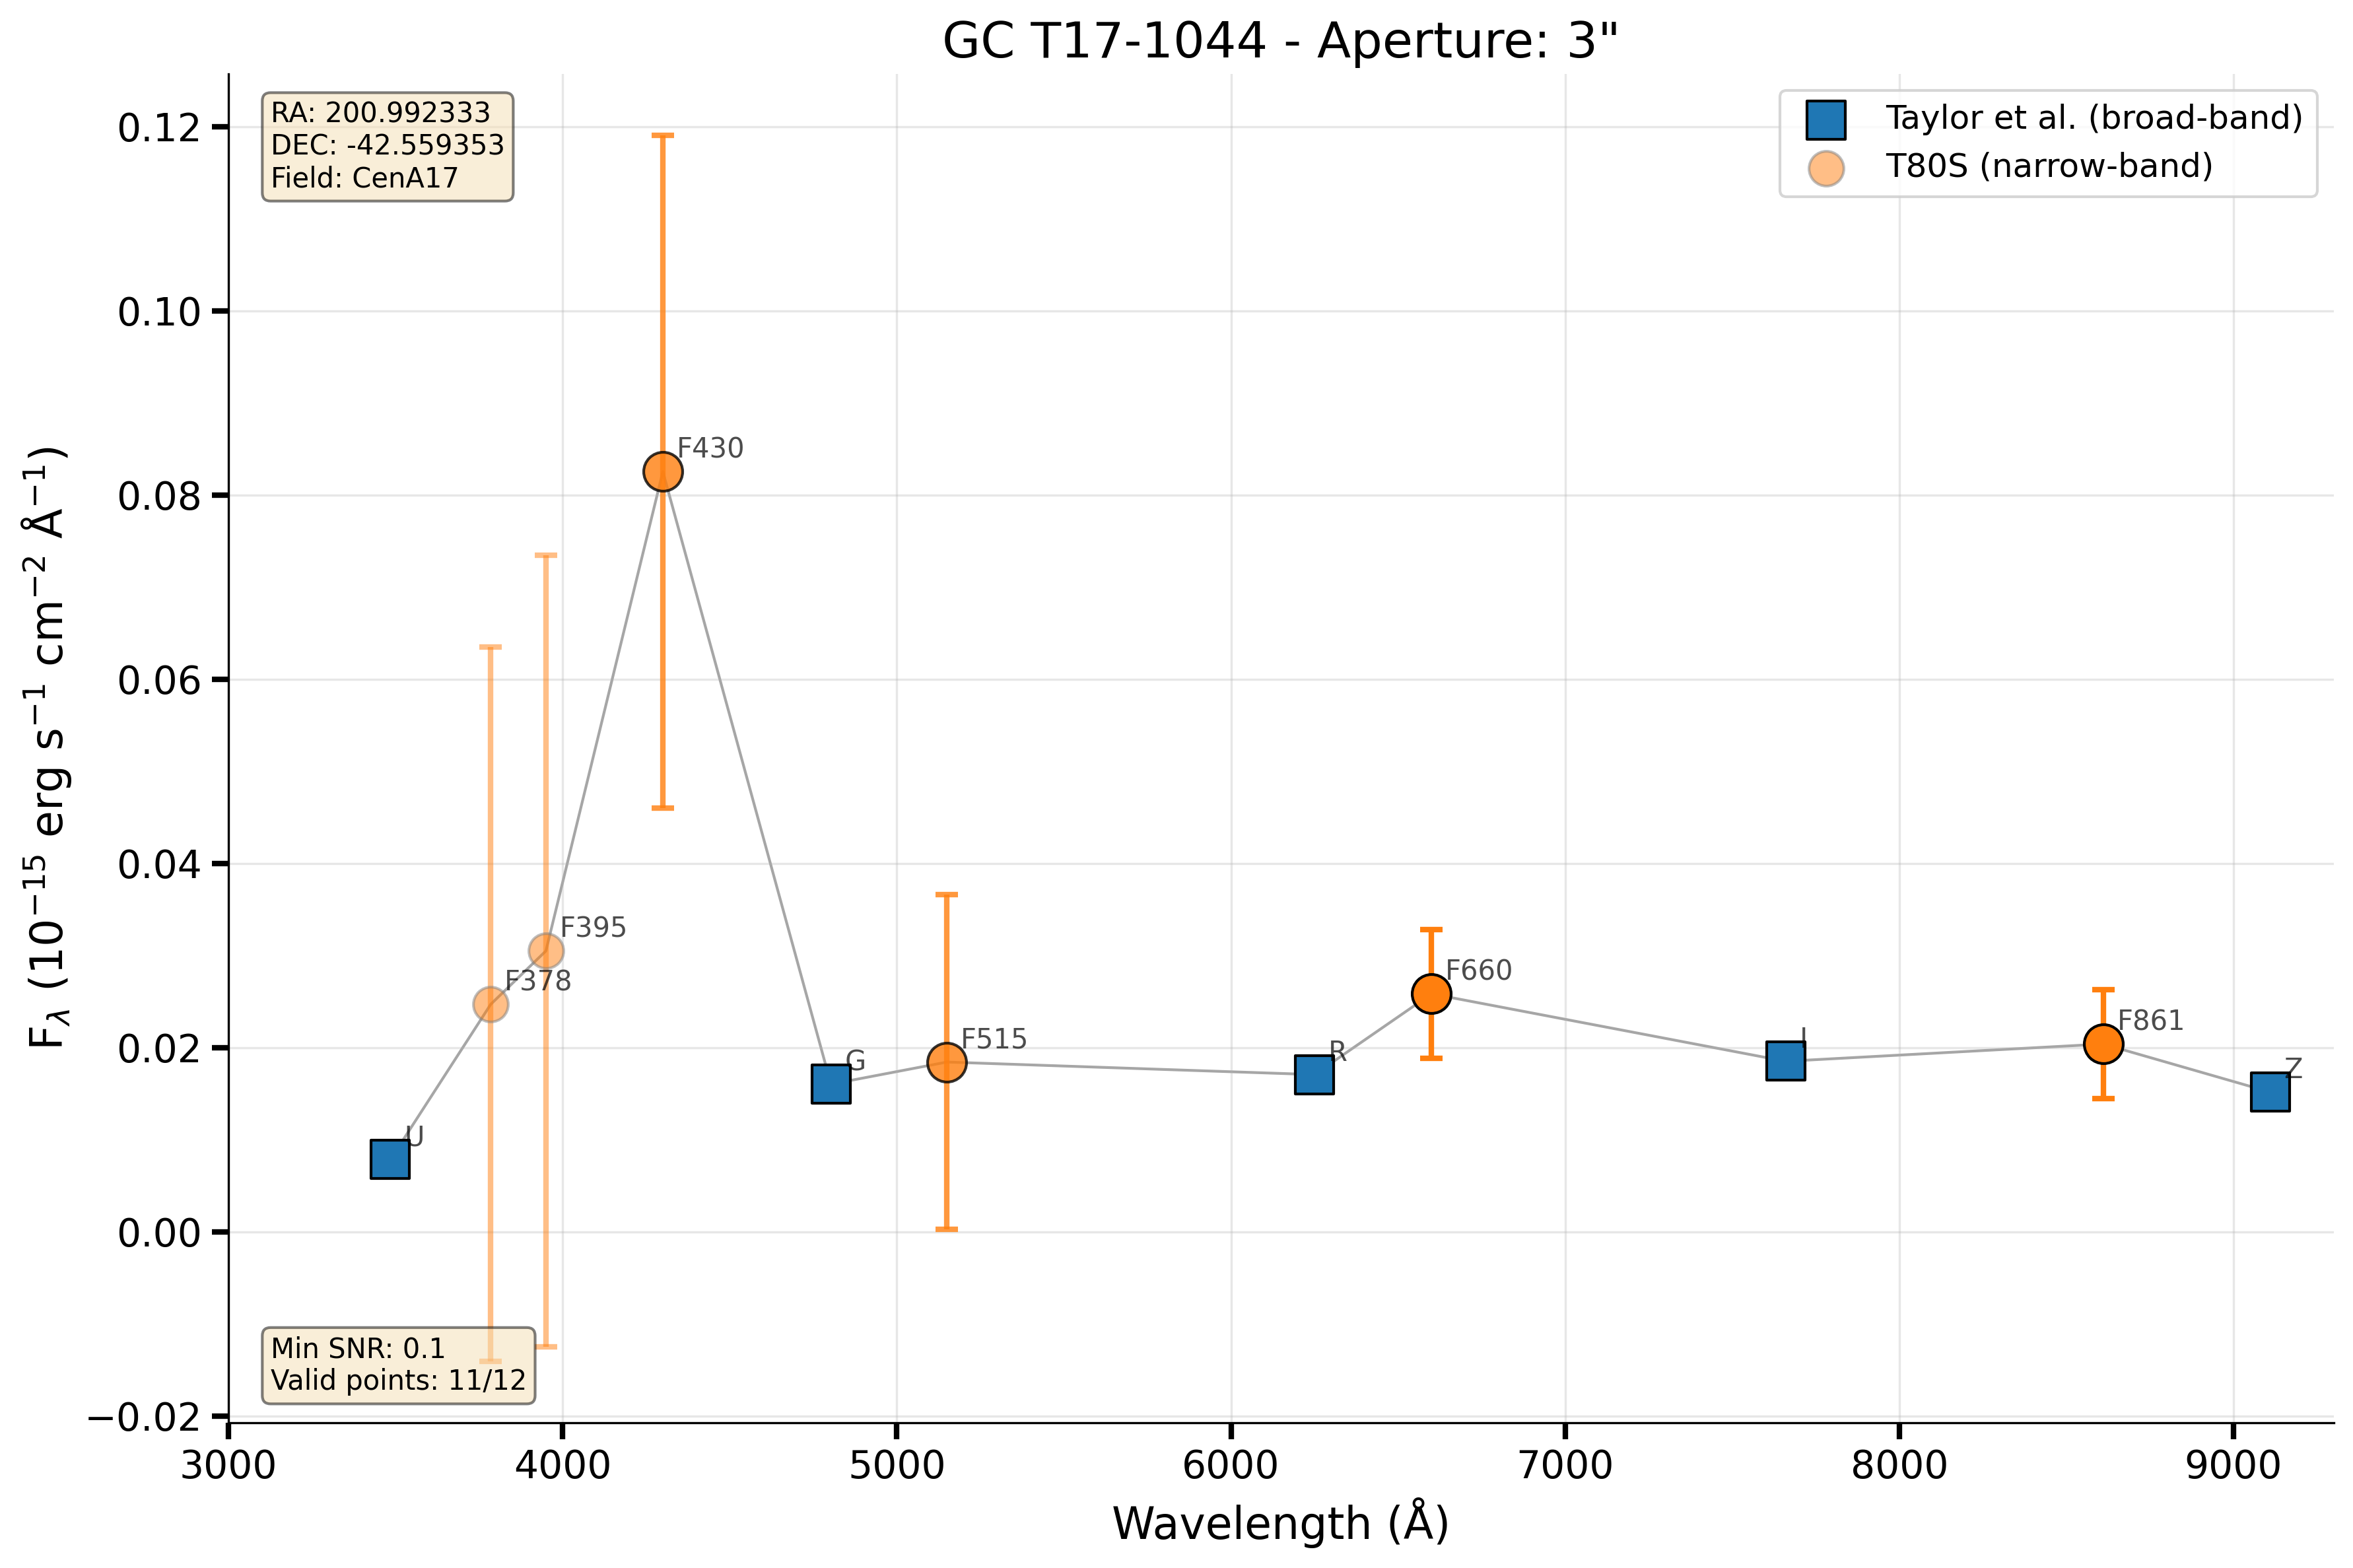 GC T17-1044 - Aperture: 3"
RA: 200.992333
DEC: -42.559353
Field: CenA17
Taylor et al. (broad-band)
T80S (narrow-band)
0.12
0.10
0.08
0.06
0.04
0.02
0.00
−0.02
F_λ (10⁻¹⁵ erg s⁻¹ cm⁻² Å⁻¹)
F430
F395
F378
F660
F515
F861
U
G
R
I
Z
Min SNR: 0.1
Valid points: 11/12
3000 4000 5000 6000 7000 8000 9000
Wavelength (Å)